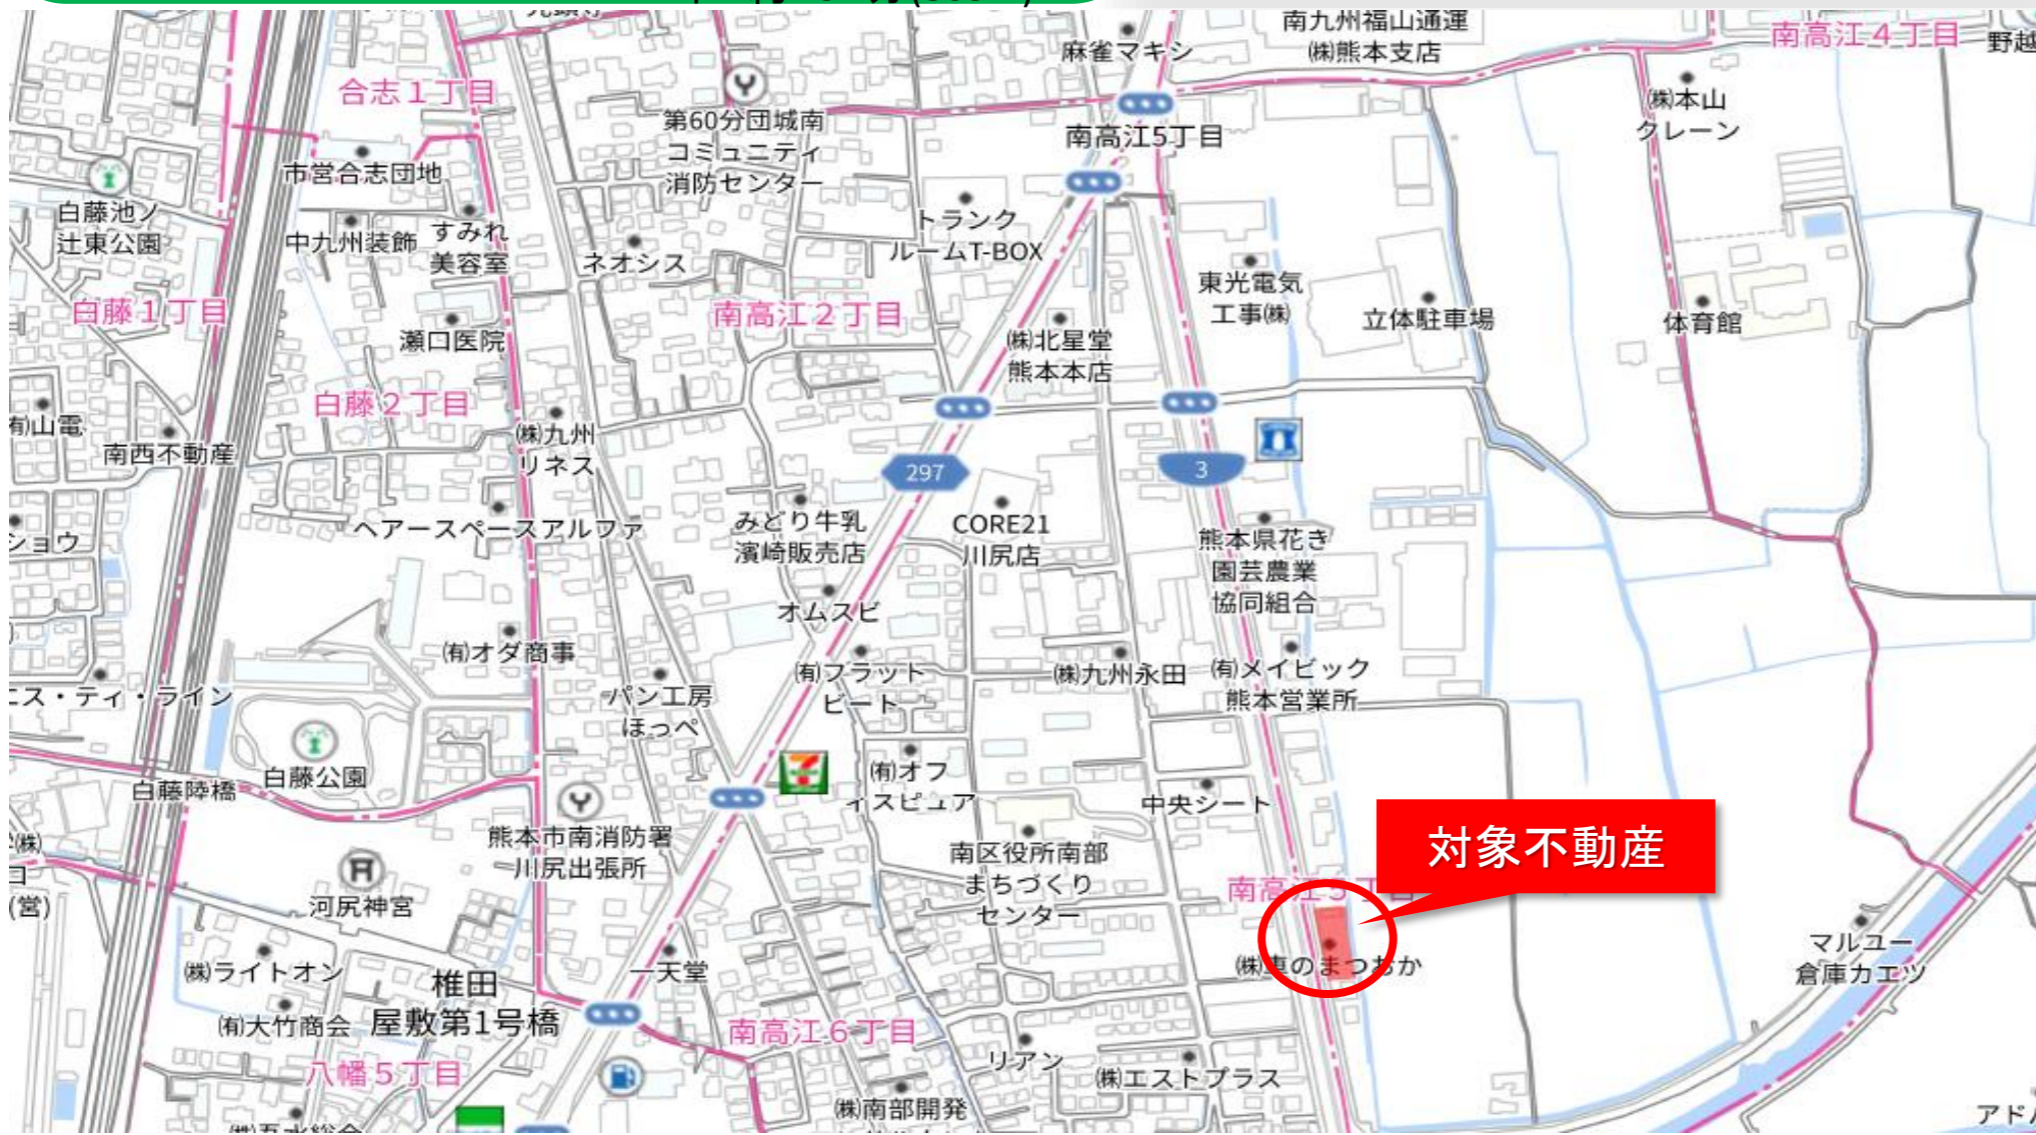 南九州福山通運
㈱熊本支店
南高江４丁目
野越
麻雀マキシ
合志１丁目
㈱本山
クレーン
第60分団城南
コミュニティ
消防センター
南高江5丁目
市営合志団地
白藤池ノ
辻東公園
中九州装飾
すみれ
美容室
ネオシス
トランク
ルームT-BOX
東光電気
工事㈱
立体駐車場
体育館
白藤１丁目
南高江２丁目
瀬口医院
㈱北星堂
熊本本店
白藤２丁目
有)山電
南西不動産
㈱九州
リネス
297
3
ヘアースペースアルファ
みどり牛乳
濱崎販売店
CORE21
川尻店
熊本県花き
園芸農業
協同組合
ショウ
オムスビ
㈲オダ商事
㈲フラット
ビート
㈱九州永田
㈲メイビック
熊本営業所
ス・ティ・ライン
パン工房
ほっぺ
白藤公園
白藤陸橋
㈲オフ
ィスピュア
中央シート
熊本市南消防署
川尻出張所
南区役所南部
まちづくり
センター
対象不動産
南高江５丁目
河尻神宮
(営)
㈱ライトオン
椎田
屋敷第1号橋
一天堂
㈱車のまつおか
マルユー
倉庫カエツ
㈲大竹商会
南高江６丁目
リアン
八幡５丁目
㈱エストプラス
㈱南部開発
アド